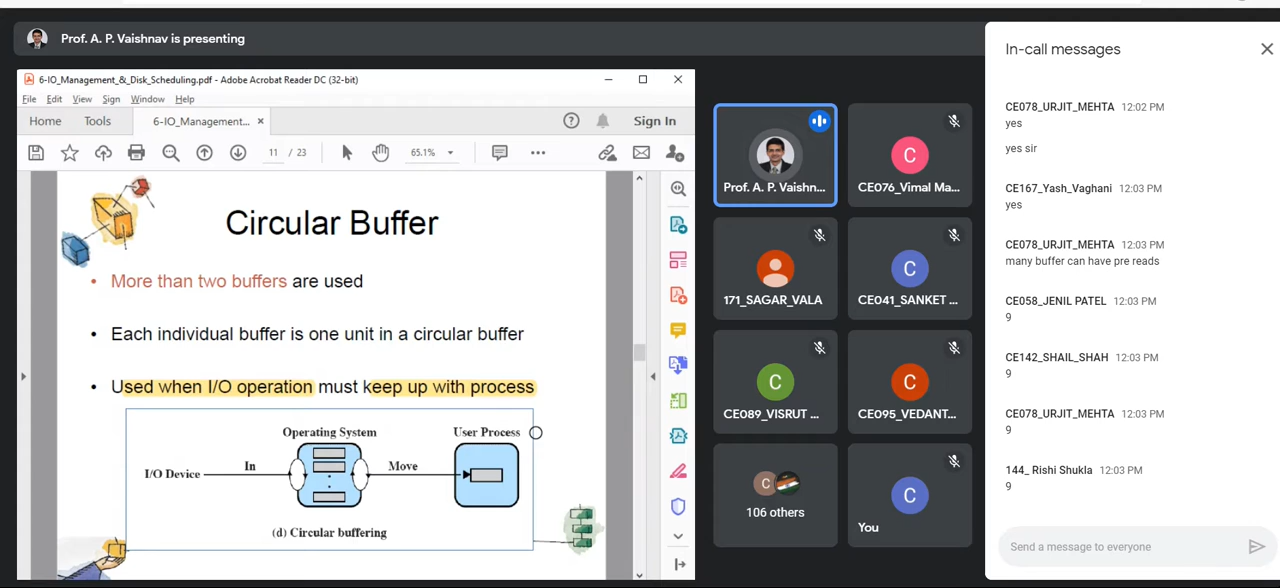 Prof. A. P. Vaishnav is presenting
6-IO_Management_&_Disk_Scheduling.pdf - Adobe Acrobat Reader DC (32-bit)
File Edit View Sign Window Help
Home Tools 6-IO_Management... × Sign In
11 / 23 65.1%
Circular Buffer
• More than two buffers are used
• Each individual buffer is one unit in a circular buffer
• Used when I/O operation must keep up with process
Operating System User Process
I/O Device In Move
(d) Circular buffering
Prof. A. P. Vaishn...
C
CE076_Vimal Ma...
171_SAGAR_VALA
C
CE041_SANKET ...
C
CE089_VISRUT ...
C
CE095_VEDANT...
C
106 others
C
You
In-call messages
CE078_URJIT_MEHTA 12:02 PM
yes
yes sir
CE167_Yash_Vaghani 12:03 PM
yes
CE078_URJIT_MEHTA 12:03 PM
many buffer can have pre reads
CE058_JENIL PATEL 12:03 PM
9
CE142_SHAIL_SHAH 12:03 PM
9
CE078_URJIT_MEHTA 12:03 PM
9
144_ Rishi Shukla 12:03 PM
9
Send a message to everyone